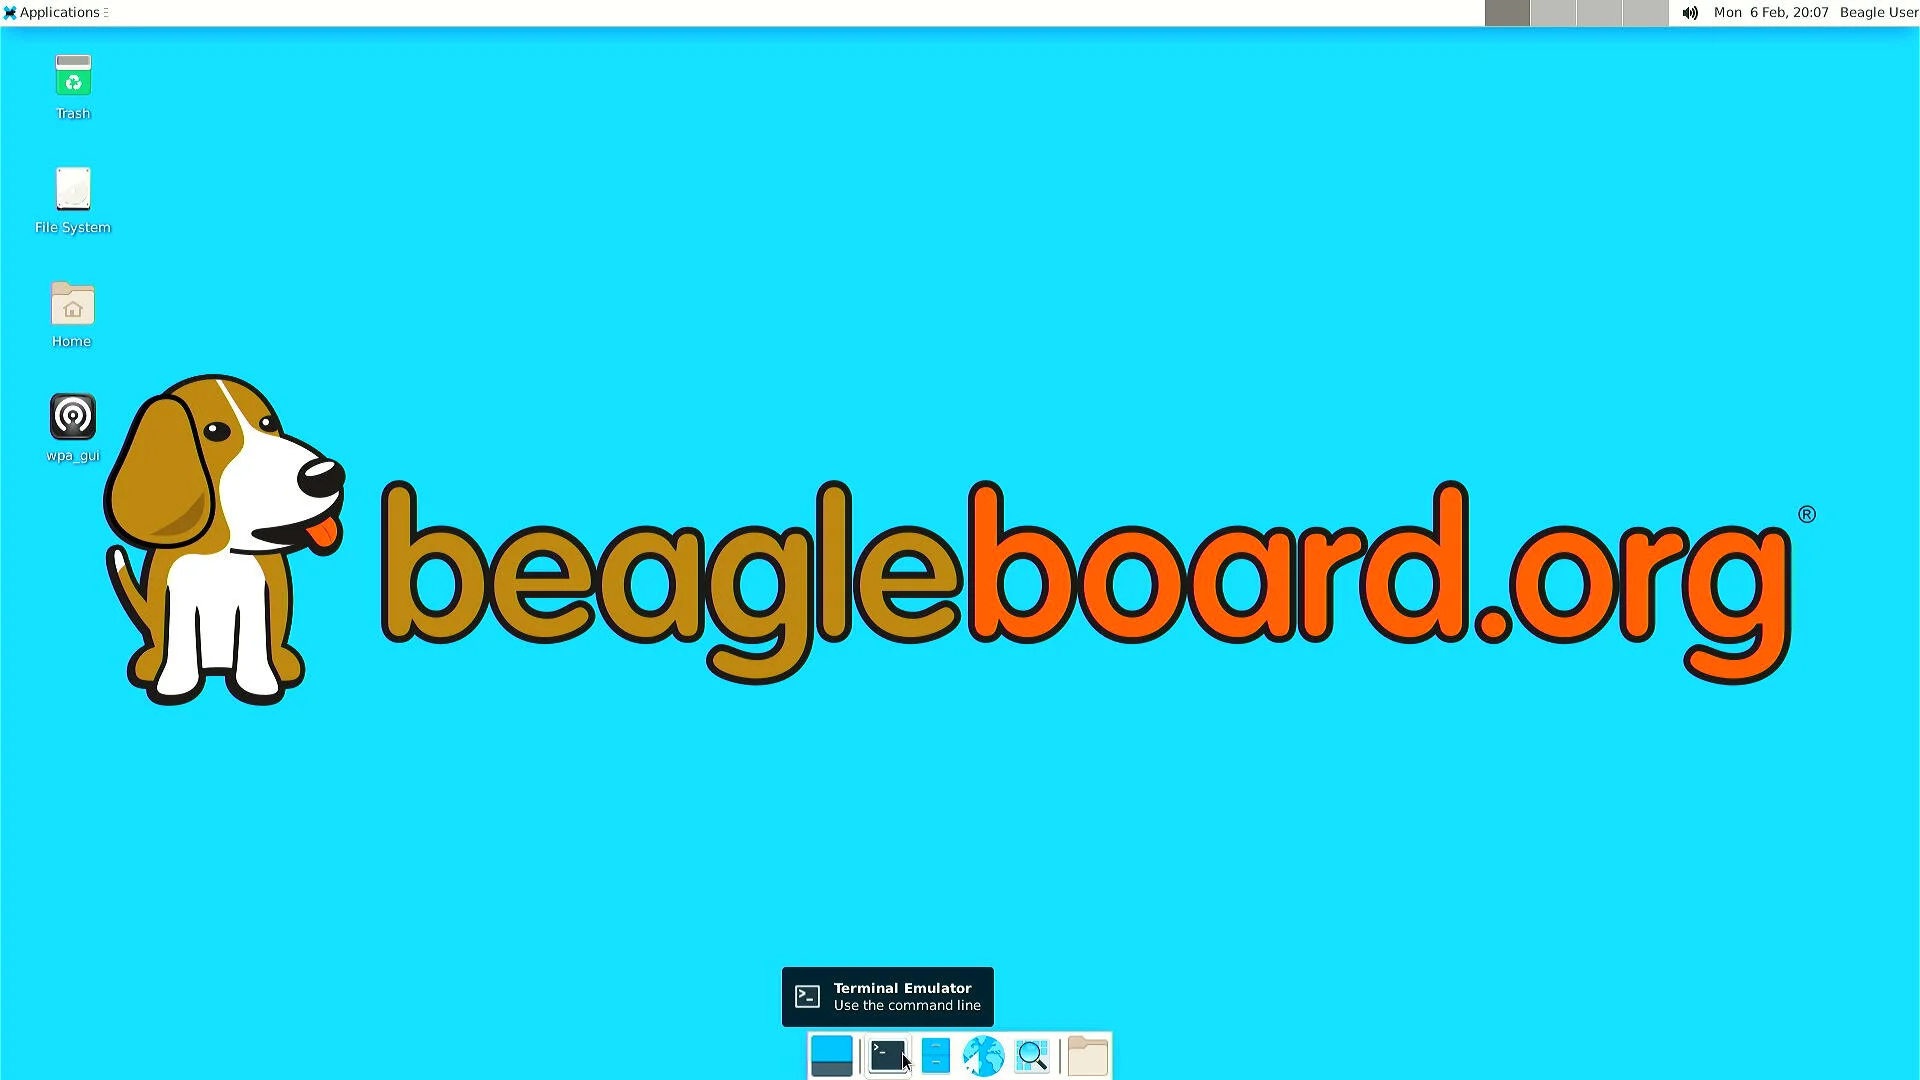 Applications
Mon 6 Feb, 20:07 Beagle User
Trash
File System
Home
wpa_gui
beagleboard.org®
Terminal Emulator
Use the command line